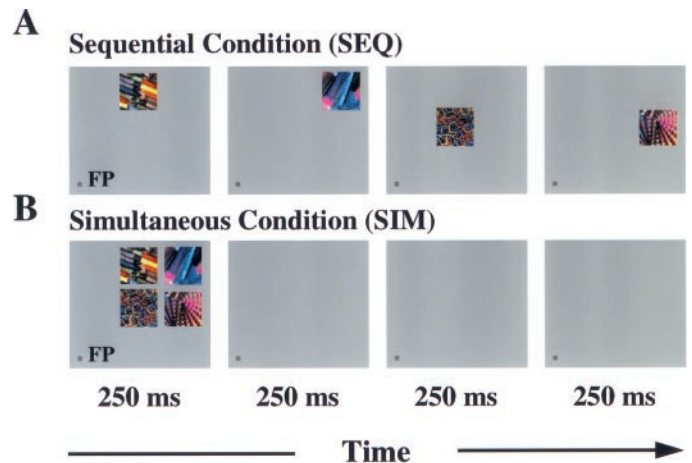 A
Sequential Condition (SEQ)
FP
B
Simultaneous Condition (SIM)
FP
250 ms 250 ms 250 ms 250 ms
Time